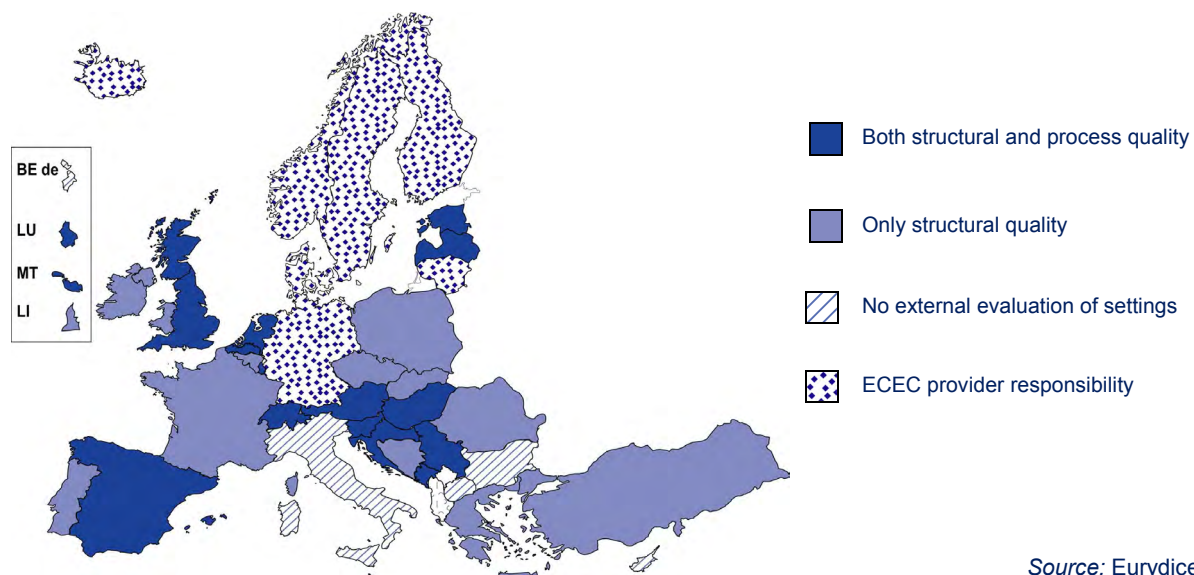 BE de
LU
MT
LI
Both structural and process quality
Only structural quality
No external evaluation of settings
ECEC provider responsibility
Source: Eurydice